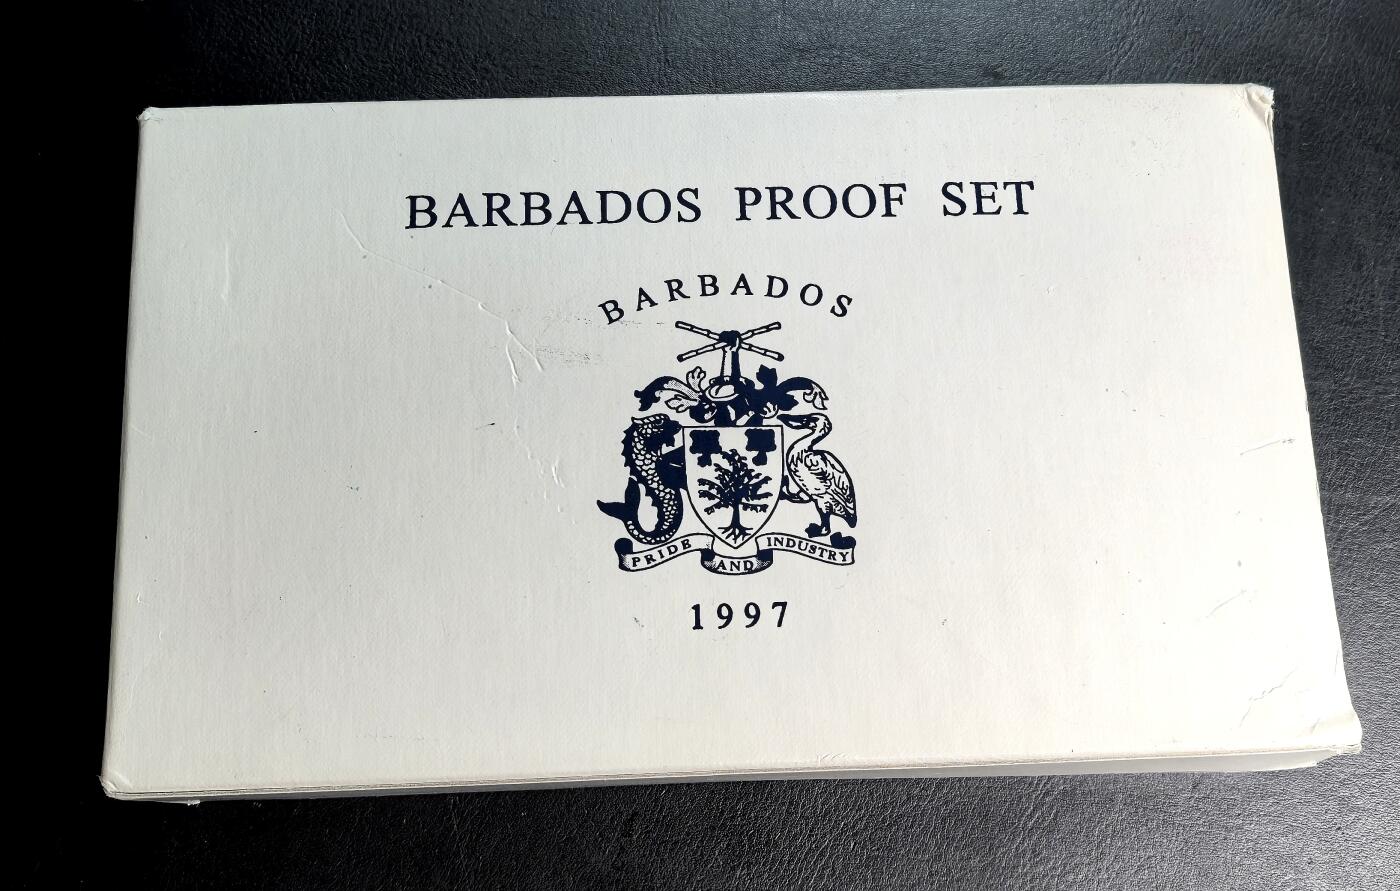 BARBADOS PROOF SET
BARBADOS
PRIDE AND INDUSTRY
1997